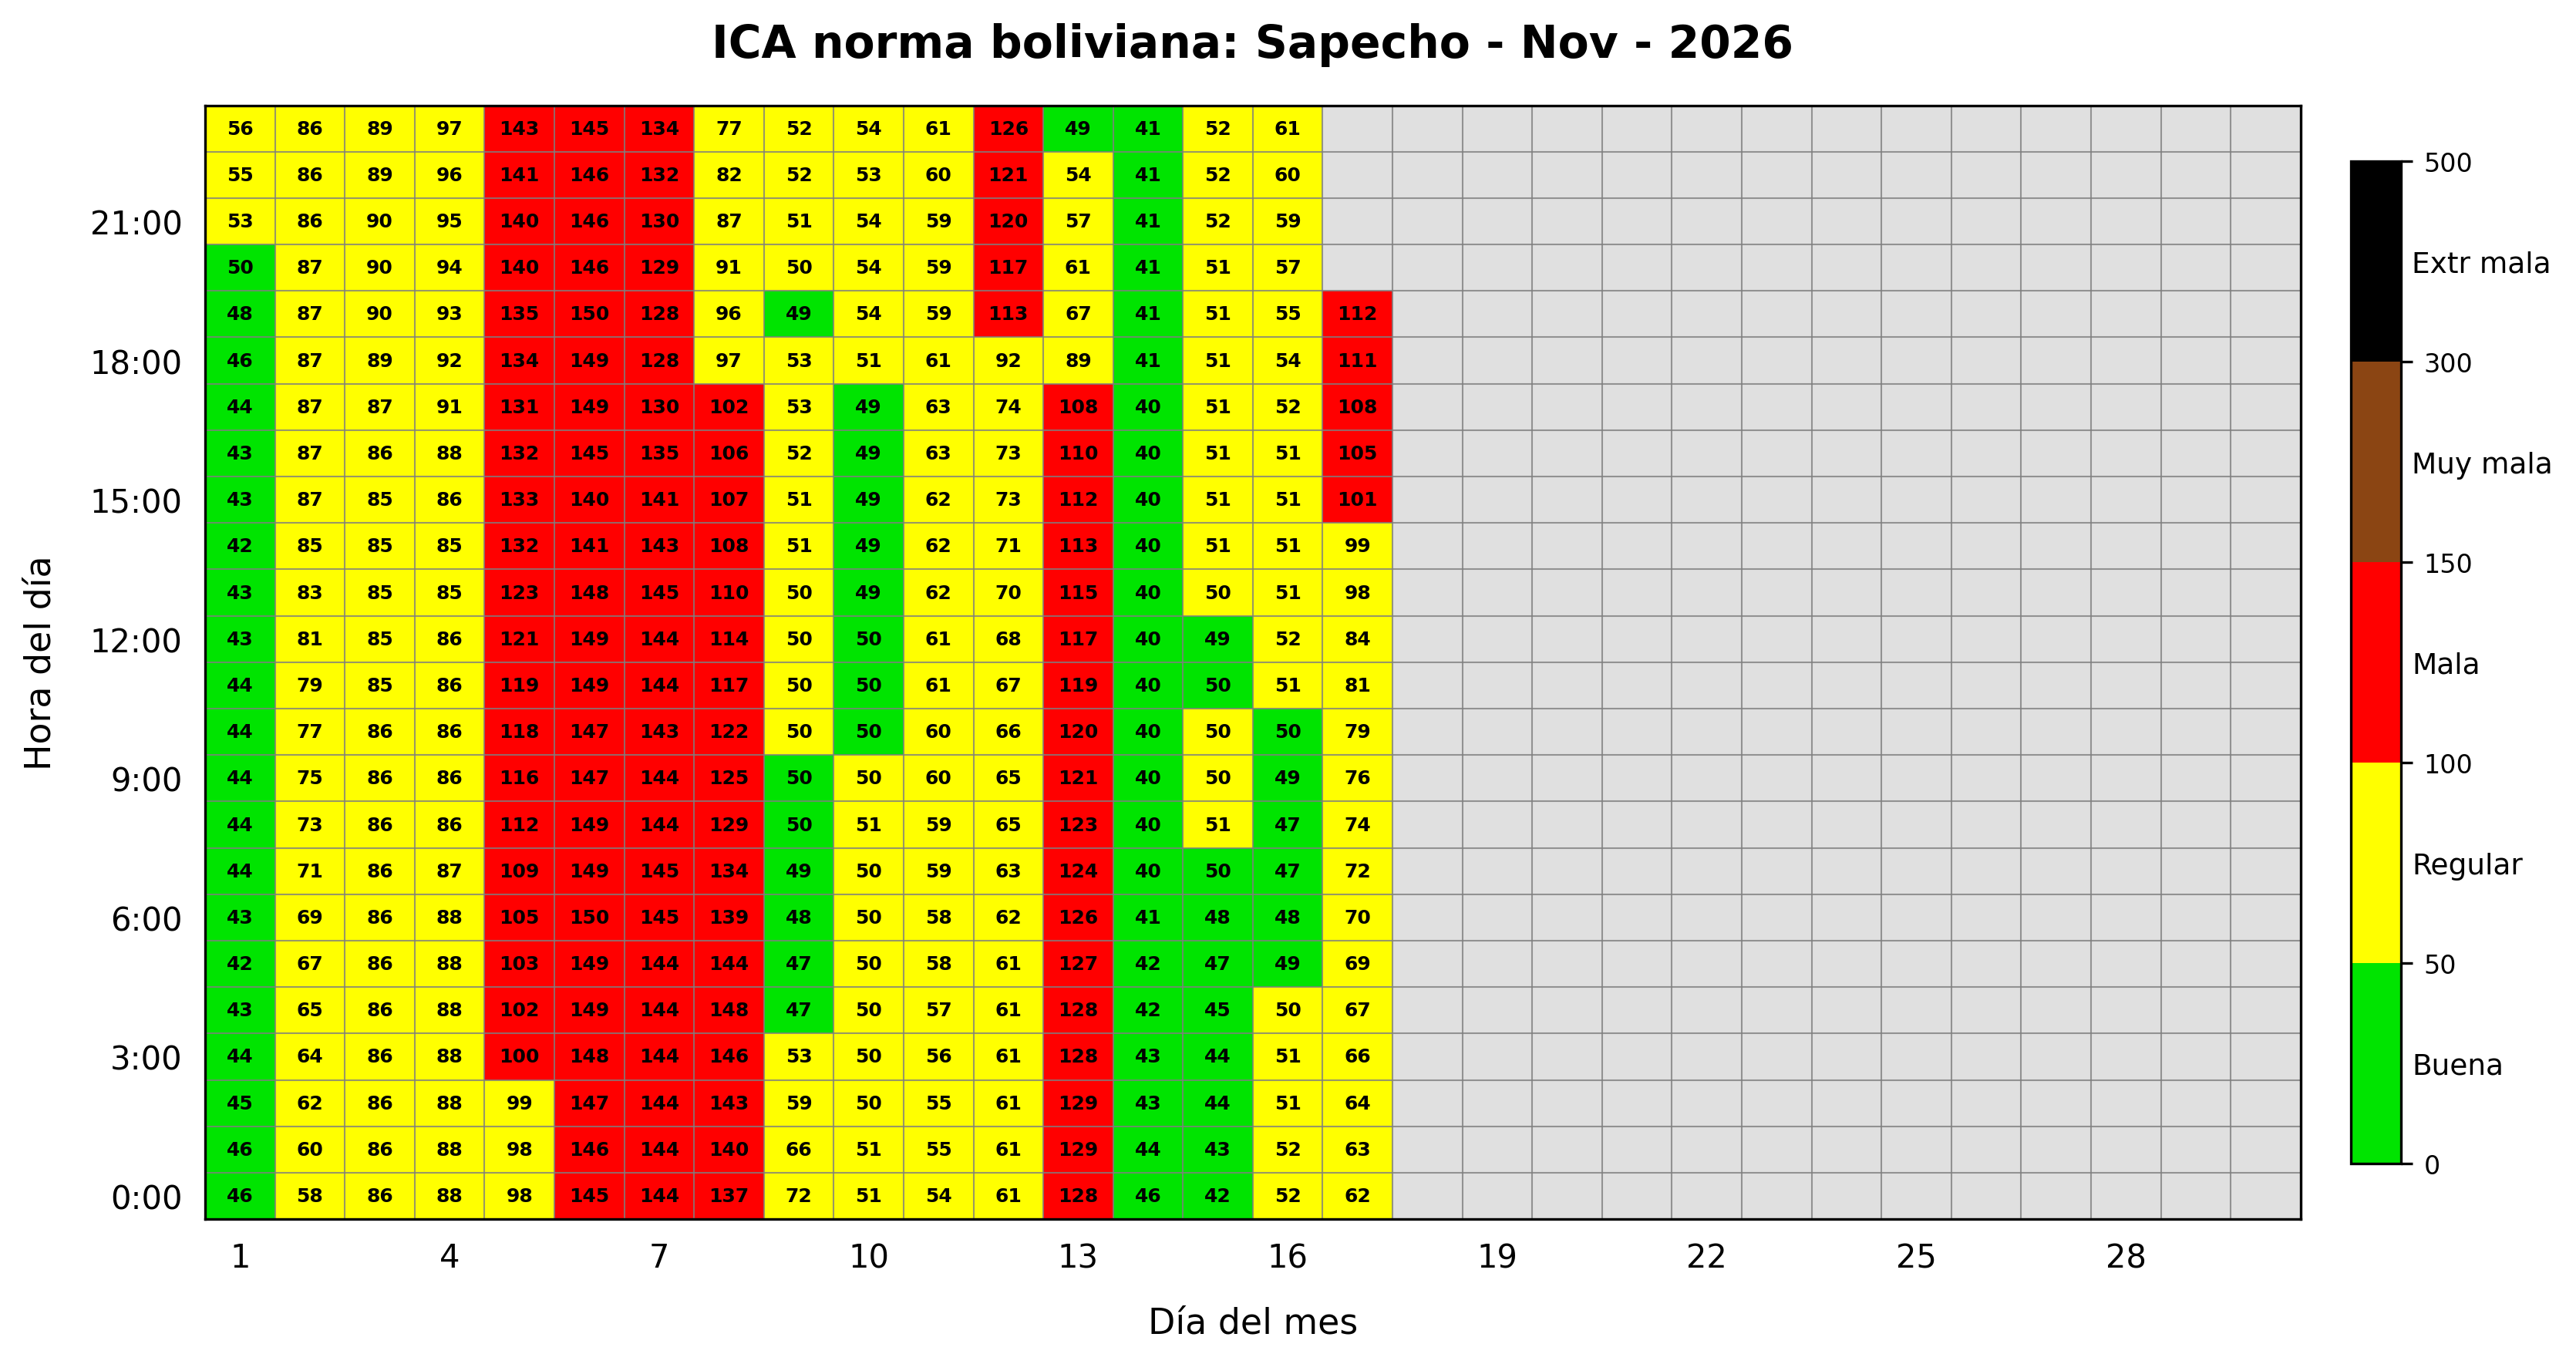 ICA norma boliviana: Sapecho - Nov - 2026
56 86 89 97 143 145 134 77 52 54 61 126 49 41 52 61
55 86 89 96 141 146 132 82 52 53 60 121 54 41 52 60
21:00 53 86 90 95 140 146 130 87 51 54 59 120 57 41 52 59
50 87 90 94 140 146 129 91 50 54 59 117 61 41 51 57
48 87 90 93 135 150 128 96 49 54 59 113 67 41 51 55 112
18:00 46 87 89 92 134 149 128 97 53 51 61 92 89 41 51 54 111
44 87 87 91 131 149 130 102 53 49 63 74 108 40 51 52 108
43 87 86 88 132 145 135 106 52 49 63 73 110 40 51 51 105
15:00 43 87 85 86 133 140 141 107 51 49 62 73 112 40 51 51 101
42 85 85 85 132 141 143 108 51 49 62 71 113 40 51 51 99
43 83 85 85 123 148 145 110 50 49 62 70 115 40 50 51 98
12:00 43 81 85 86 121 149 144 114 50 50 61 68 117 40 49 52 84
44 79 85 86 119 149 144 117 50 50 61 67 119 40 50 51 81
44 77 86 86 118 147 143 122 50 50 60 66 120 40 50 50 79
9:00 44 75 86 86 116 147 144 125 50 50 60 65 121 40 50 49 76
44 73 86 86 112 149 144 129 50 51 59 65 123 40 51 47 74
44 71 86 87 109 149 145 134 49 50 59 63 124 40 50 47 72
6:00 43 69 86 88 105 150 145 139 48 50 58 62 126 41 48 48 70
42 67 86 88 103 149 144 144 47 50 58 61 127 42 47 49 69
43 65 86 88 102 149 144 148 47 50 57 61 128 42 45 50 67
3:00 44 64 86 88 100 148 144 146 53 50 56 61 128 43 44 51 66
45 62 86 88 99 147 144 143 59 50 55 61 129 43 44 51 64
46 60 86 88 98 146 144 140 66 51 55 61 129 44 43 52 63
0:00 46 58 86 88 98 145 144 137 72 51 54 61 128 46 42 52 62
1 4 7 10 13 16 19 22 25 28
Día del mes
Hora del día
500
Extr mala
300
Muy mala
150
Mala
100
Regular
50
Buena
0